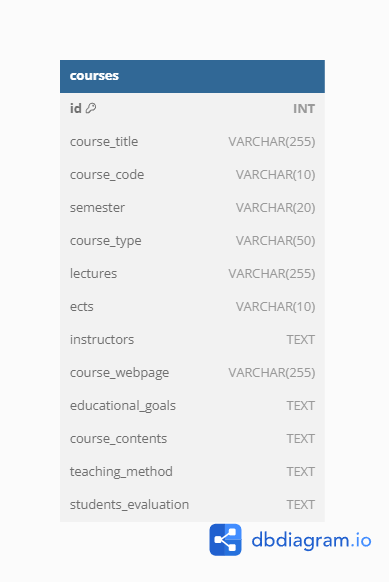 courses
id INT
course_title VARCHAR(255)
course_code VARCHAR(10)
semester VARCHAR(20)
course_type VARCHAR(50)
lectures VARCHAR(255)
ects VARCHAR(10)
instructors TEXT
course_webpage VARCHAR(255)
educational_goals TEXT
course_contents TEXT
teaching_method TEXT
students_evaluation TEXT
dbdiagram.io